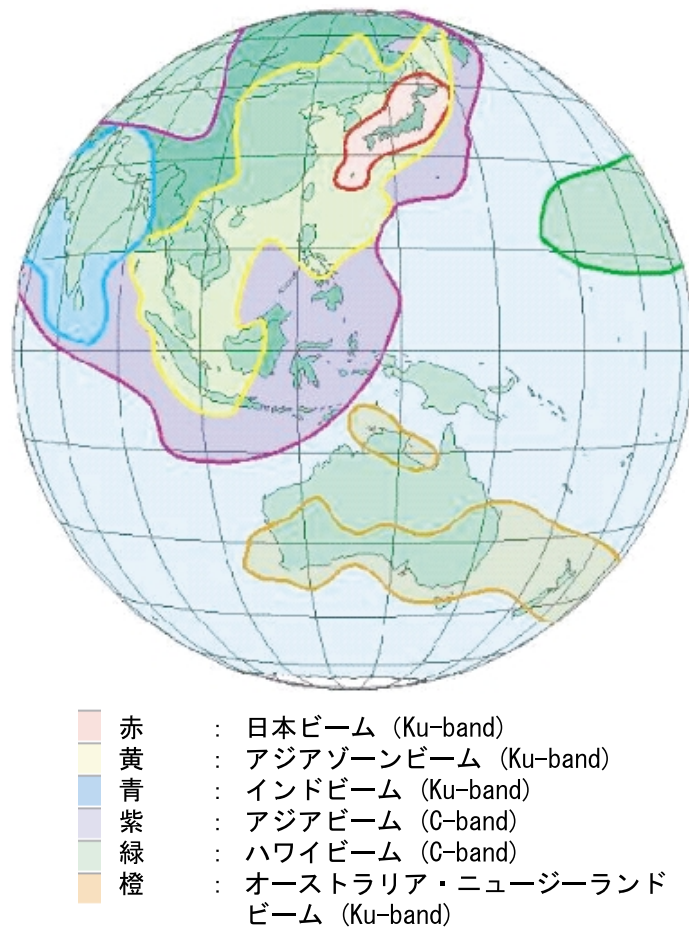 赤 : 日本ビーム (Ku-band)
黄 : アジアゾーンビーム (Ku-band)
青 : インドビーム (Ku-band)
紫 : アジアビーム (C-band)
緑 : ハワイビーム (C-band)
橙 : オーストラリア・ニュージーランド
ビーム (Ku-band)